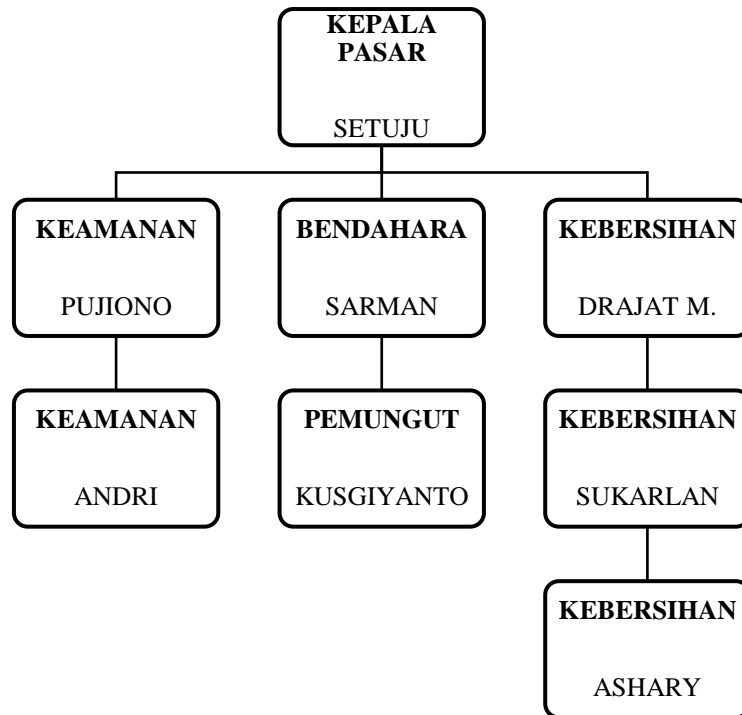 KEPALA
PASAR
SETUJU
KEAMANAN
PUJIONO
BENDAHARA
SARMAN
KEBERSIHAN
DRAJAT M.
KEAMANAN
ANDRI
PEMUNGUT
KUSGIYANTO
KEBERSIHAN
SUKARLAN
KEBERSIHAN
ASHARY